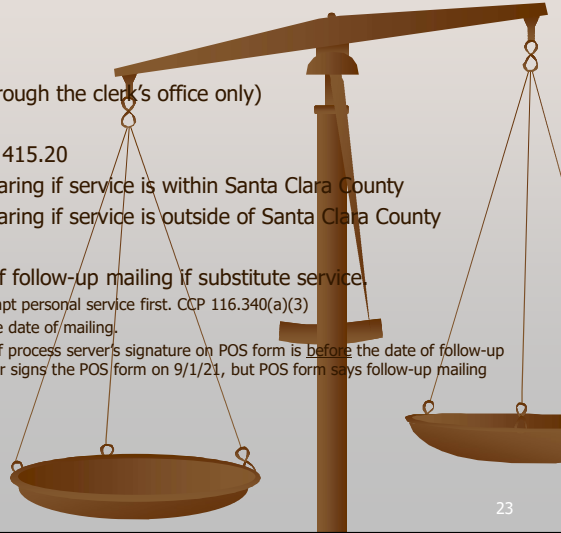 rough the clerk's office only)
415.20
aring if service is within Santa Clara County
aring if service is outside of Santa Clara County
f follow-up mailing if substitute service.
pt personal service first. CCP 116.340(a)(3)
e date of mailing.
f process server's signature on POS form is before the date of follow-up
r signs the POS form on 9/1/21, but POS form says follow-up mailing
23